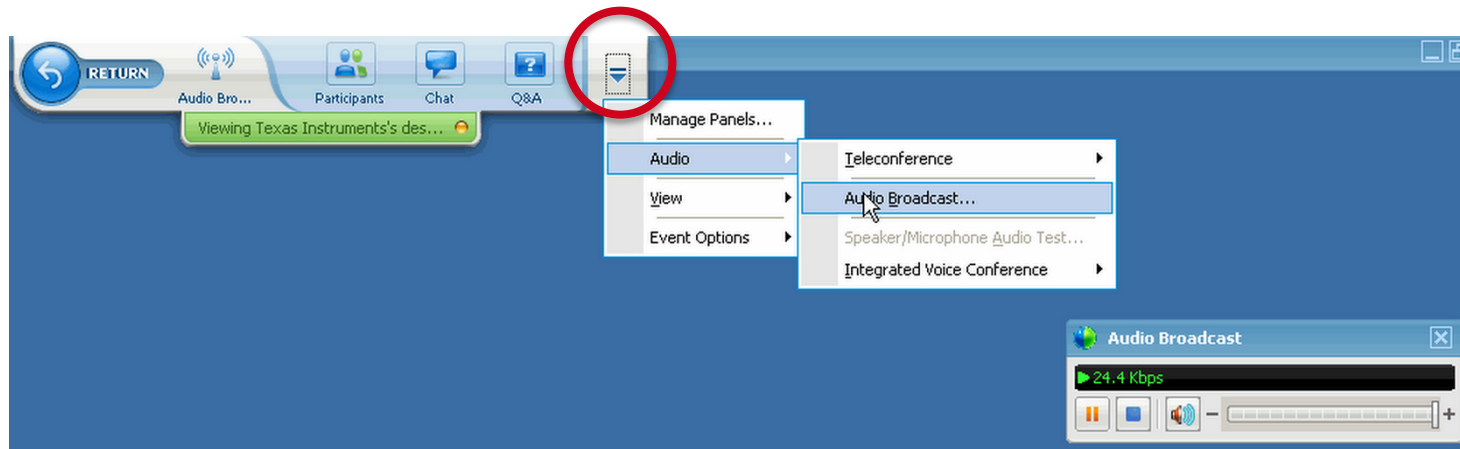 RETURN
Audio Bro...
Participants
Chat
Q&A
Viewing Texas Instruments's des...
Manage Panels...
Audio
View
Event Options
Teleconference
Audio Broadcast...
Speaker/Microphone Audio Test...
Integrated Voice Conference
Audio Broadcast
24.4 Kbps